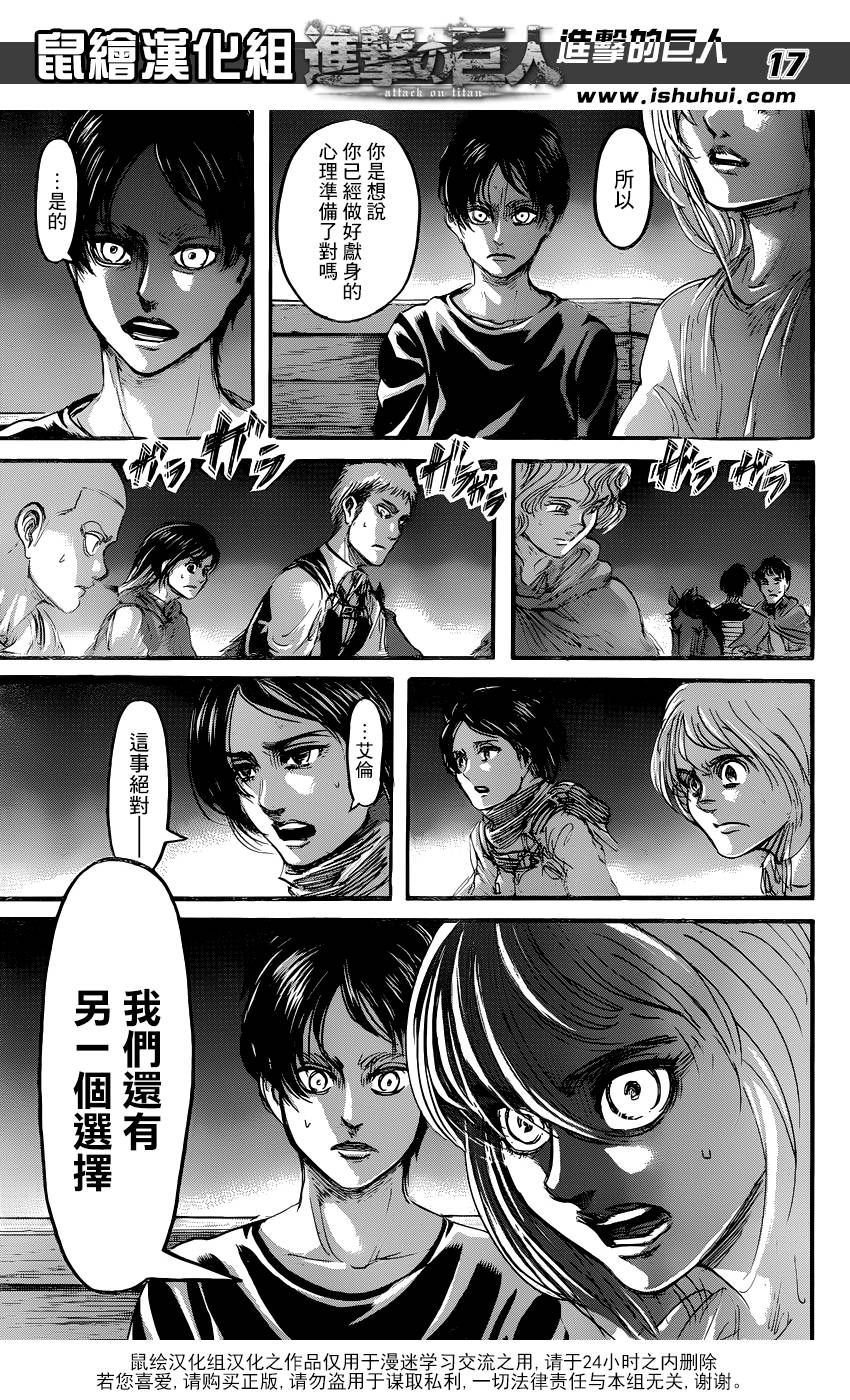 鼠繪漢化組
進撃の巨人
attack on titan
進擊的巨人
17
www.ishuhui.com
所以
你是想說
你已經做好獻身的
心理準備了對嗎
…是的
ガラ
ガラ
ガラガラ
ガラ
ガラ
…艾倫
這事絕對——
我們還有
另一個選擇
鼠绘汉化组汉化之作品仅用于漫迷学习交流之用, 请于24小时之内删除
若您喜爱, 请购买正版, 请勿盗用于谋取私利, 一切法律责任与本组无关, 谢谢。